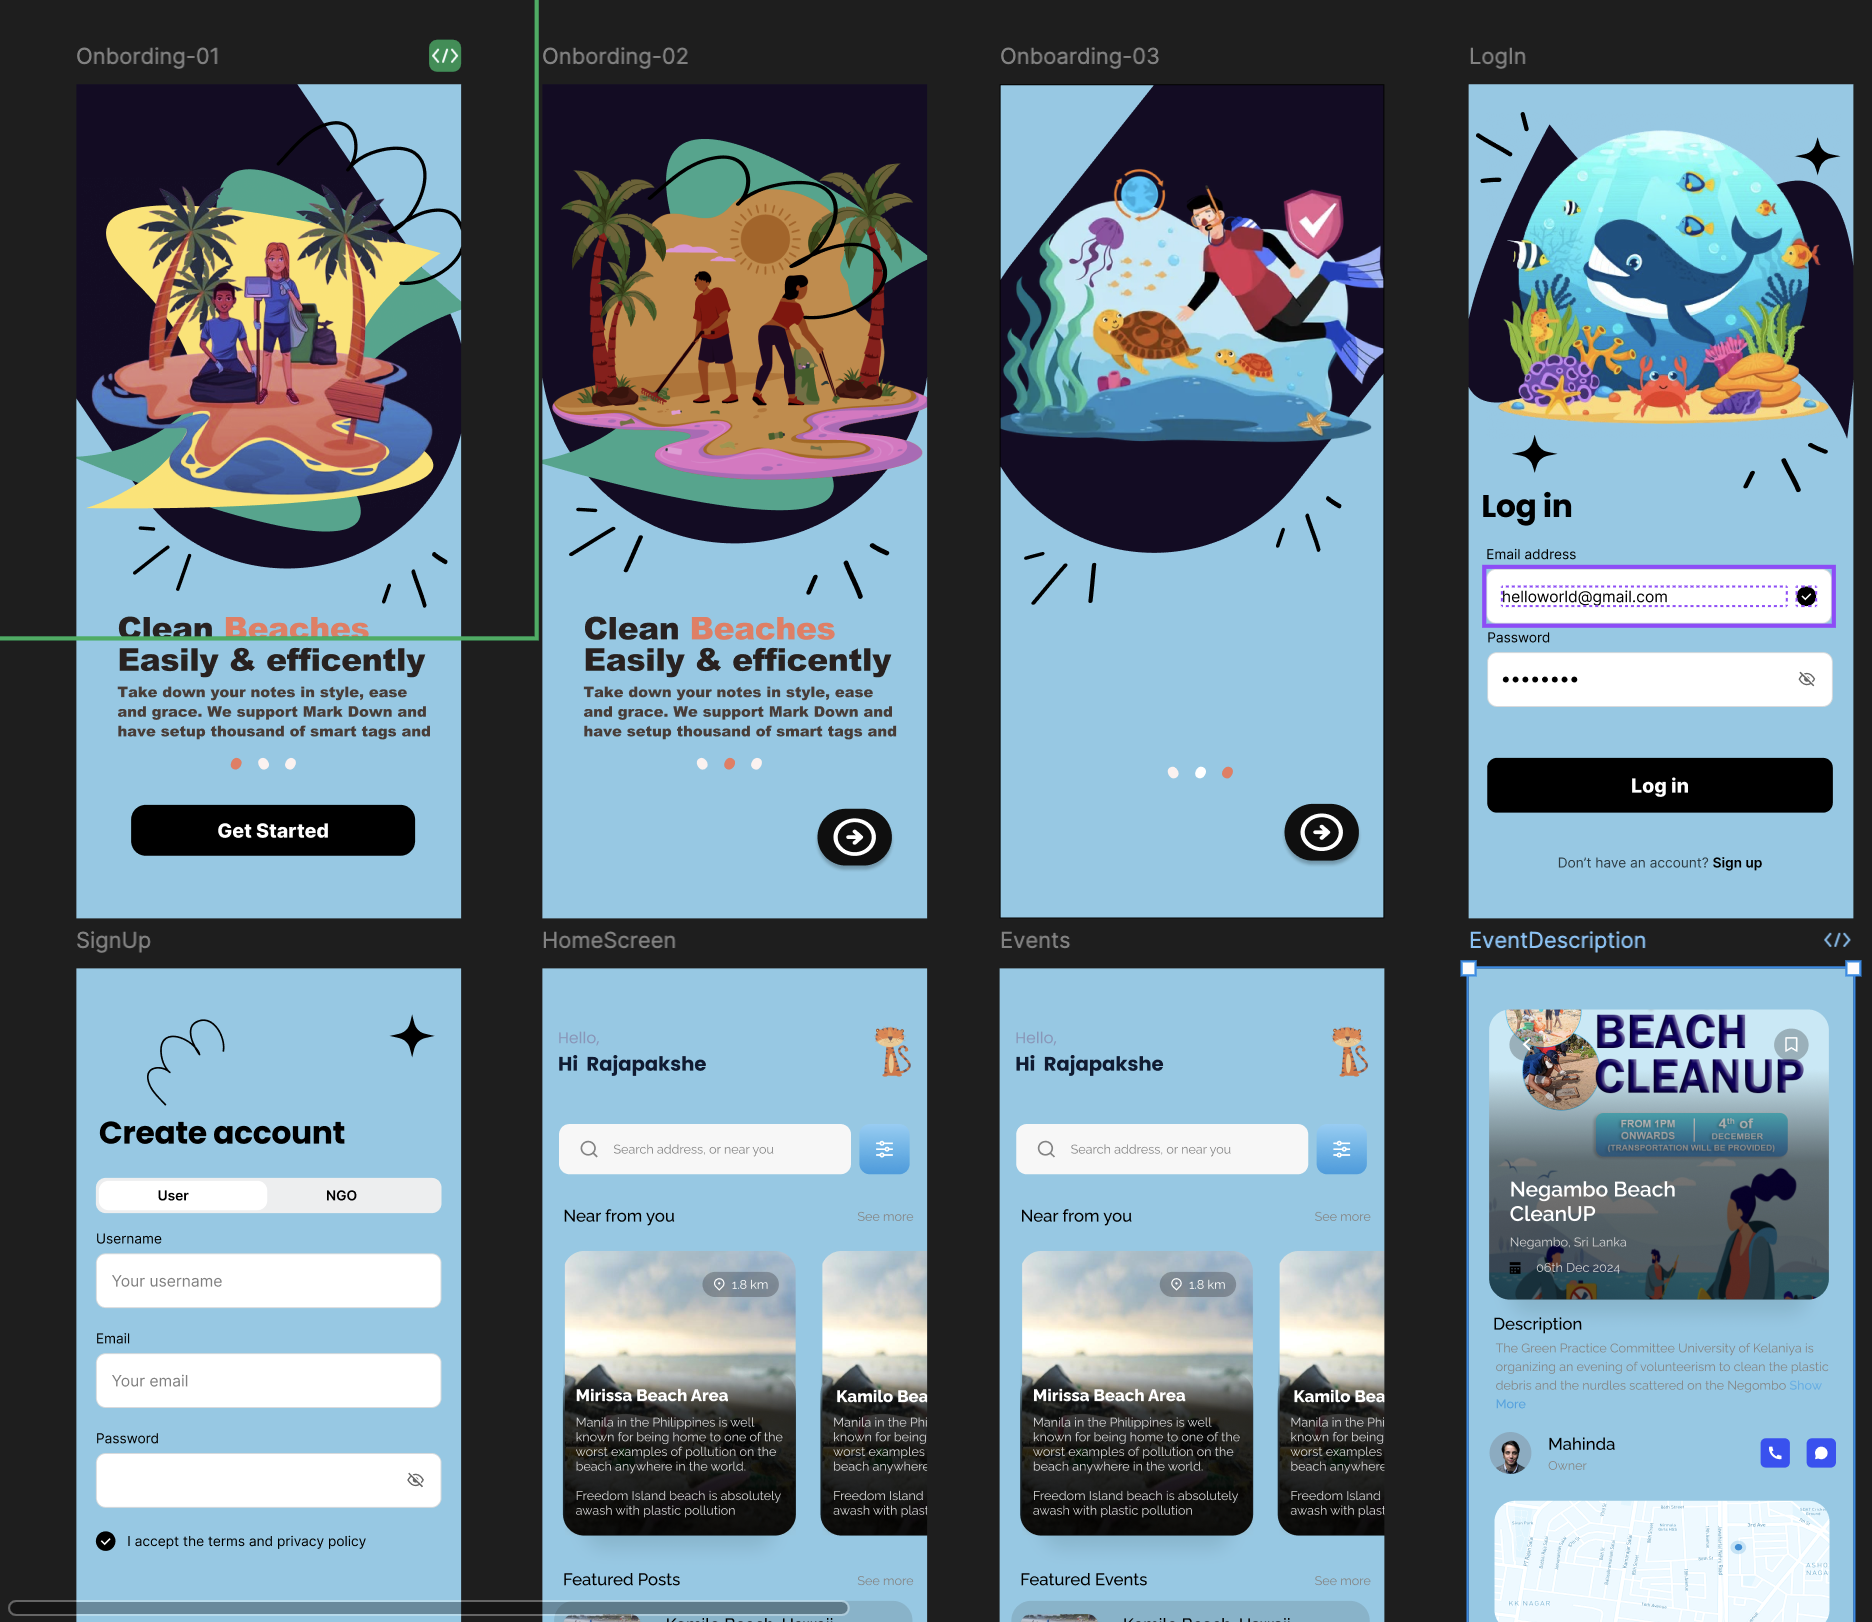 Onbording-01
</>
Onbording-02
Onboarding-03
LogIn
Clean Beaches
Easily & efficently
Take down your notes in style, ease
and grace. We support Mark Down and
have setup thousand of smart tags and
Get Started
Clean Beaches
Easily & efficently
Take down your notes in style, ease
and grace. We support Mark Down and
have setup thousand of smart tags and
Log in
Email address
helloworld@gmail.com
Password
Log in
Don't have an account? Sign up
SignUp
HomeScreen
Events
EventDescription
</>
Create account
User
NGO
Username
Your username
Email
Your email
Password
I accept the terms and privacy policy
Hello,
Hi Rajapakshe
Search address, or near you
Near from you
See more
1.8 km
Mirissa Beach Area
Manila in the Philippines is well
known for being home to one of the
worst examples of pollution on the
beach anywhere in the world.
Freedom Island beach is absolutely
awash with plastic pollution
Kamilo Bea
Manila in the Phi
known for being
worst examples
beach anywhere
Freedom Island
awash with plast
Featured Posts
See more
Kamilo Beach, Hawaii
Hello,
Hi Rajapakshe
Search address, or near you
Near from you
See more
1.8 km
Mirissa Beach Area
Manila in the Philippines is well
known for being home to one of the
worst examples of pollution on the
beach anywhere in the world.
Freedom Island beach is absolutely
awash with plastic pollution
Kamilo Bea
Manila in the Phi
known for being
worst examples
beach anywhere
Freedom Island
awash with plast
Featured Events
See more
Kamilo Beach, Hawaii
BEACH
CLEANUP
FROM 1PM
ONWARDS
4th of
DECEMBER
(TRANSPORTATION WILL BE PROVIDED)
Negambo Beach
CleanUP
Negambo, Sri Lanka
06th Dec 2024
Description
The Green Practice Committee University of Kelaniya is
organizing an evening of volunteerism to clean the plastic
debris and the nurdles scattered on the Negombo Show
More
Mahinda
Owner
3rd Ave
KK NAGAR
ASHO
NAGA